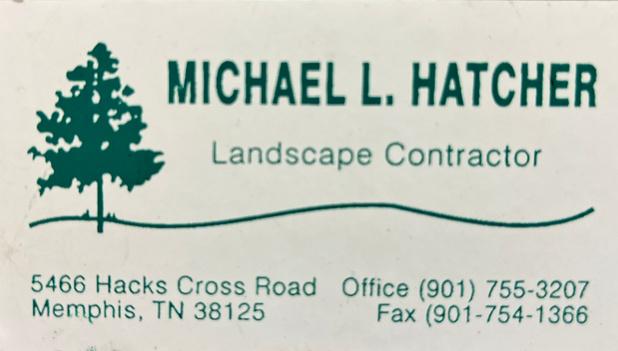 MICHAEL L. HATCHER
Landscape Contractor
5466 Hacks Cross Road Office (901) 755-3207
Memphis, TN 38125 Fax (901-754-1366